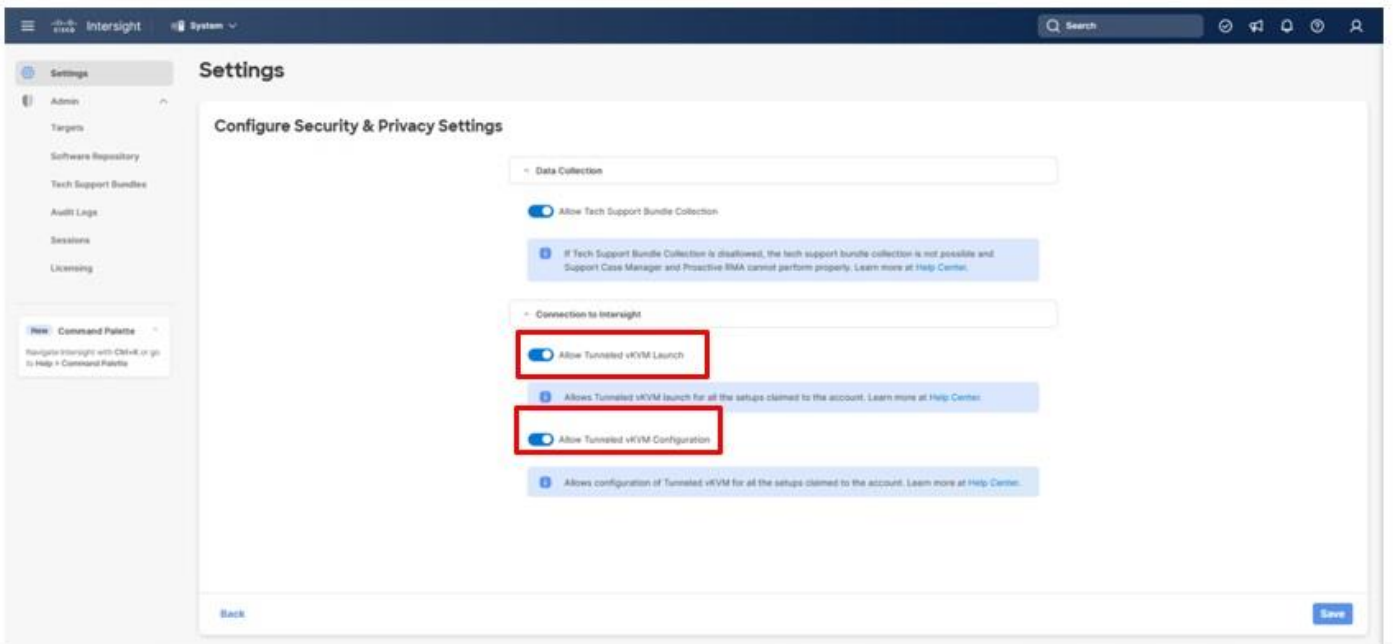 CISCO Intersight System Search
Settings
Settings
Admin
Targets
Software Repository
Tech Support Bundles
Audit Logs
Sessions
Licensing
New Command Palette
Navigate Intersight with Ctrl+K or go
to Help > Command Palette
Configure Security & Privacy Settings
Data Collection
Allow Tech Support Bundle Collection
If Tech Support Bundle Collection is disallowed, the tech support bundle collection is not possible and
Support Case Manager and Proactive RMA cannot perform properly. Learn more at Help Center.
Connection to Intersight
Allow Tunneled vKVM Launch
Allows Tunneled vKVM launch for all the setups claimed to the account. Learn more at Help Center.
Allow Tunneled vKVM Configuration
Allows configuration of Tunneled vKVM for all the setups claimed to the account. Learn more at Help Center.
Back
Save